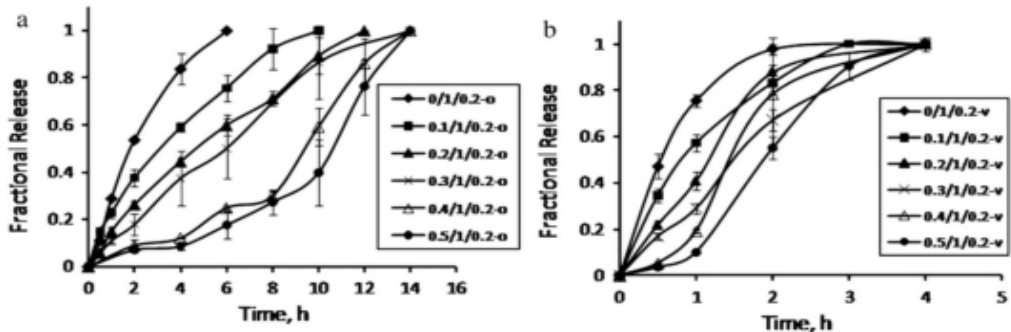 a
Fractional Release
1
0.8
0.6
0.4
0.2
0
0 2 4 6 8 10 12 14 16
Time, h
0/1/0.2-o
0.1/1/0.2-o
0.2/1/0.2-o
0.3/1/0.2-o
0.4/1/0.2-o
0.5/1/0.2-o
b
Fractional Release
1
0.8
0.6
0.4
0.2
0
0 1 2 3 4 5
Time, h
0/1/0.2-v
0.1/1/0.2-v
0.2/1/0.2-v
0.3/1/0.2-v
0.4/1/0.2-v
0.5/1/0.2-v